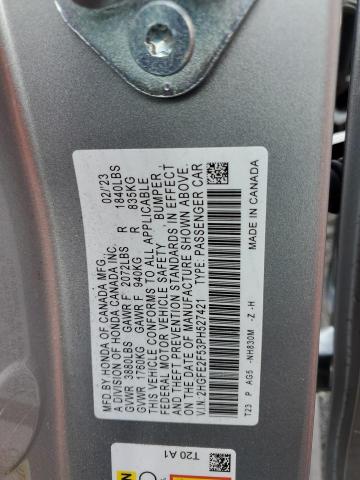 MFD. BY HONDA OF CANADA MFG., 02/'23
A DIVISION OF HONDA CANADA INC.
GVWR 3880LBS GAWR F 2072LBS R 1840LBS
GVWR 1760KG GAWR F 940KG R 835KG
THIS VEHICLE CONFORMS TO ALL APPLICABLE
FEDERAL MOTOR VEHICLE SAFETY, BUMPER
AND THEFT PREVENTION STANDARDS IN EFFECT
ON THE DATE OF MANUFACTURE SHOWN ABOVE.
V.I.N: 2HGFE2F53PH527421 TYPE: PASSENGER CAR
T23 P AG5 -NH830M -Z -H MADE IN CANADA
T20 A1